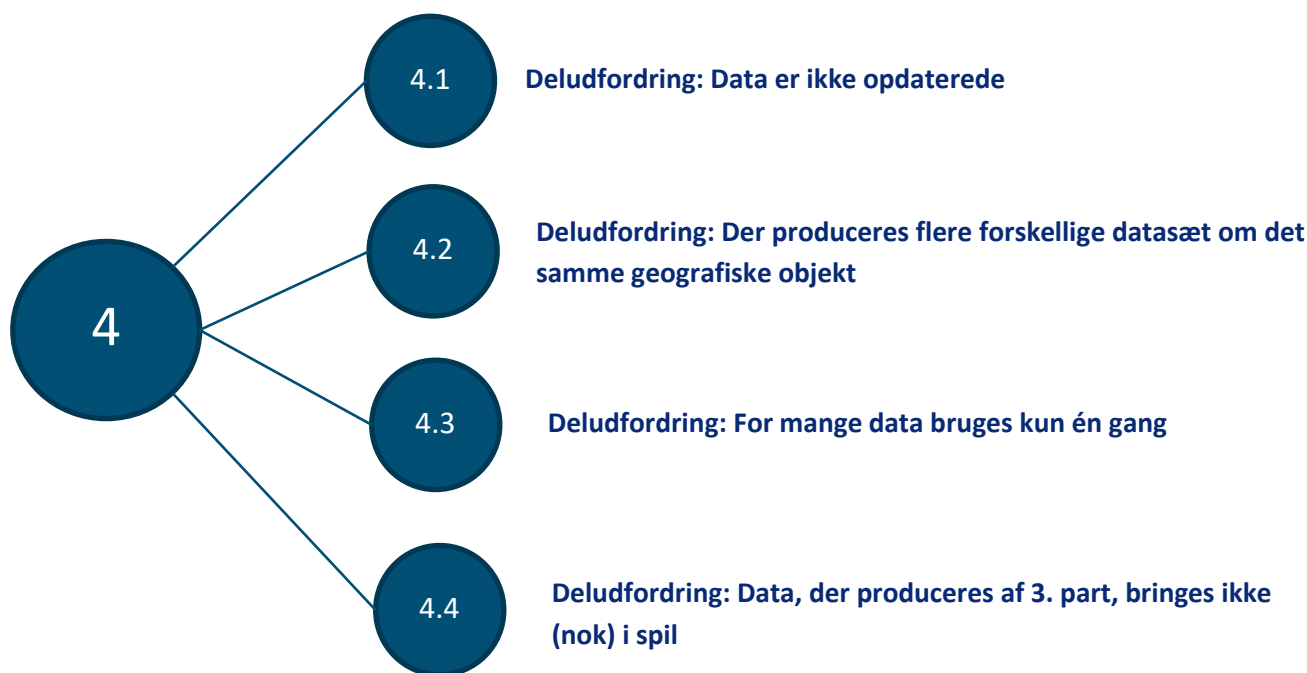 4.1
Deludfordring: Data er ikke opdaterede
4.2
Deludfordring: Der produceres flere forskellige datasæt om det
samme geografiske objekt
4
4.3
Deludfordring: For mange data bruges kun én gang
4.4
Deludfordring: Data, der produceres af 3. part, bringes ikke
(nok) i spil